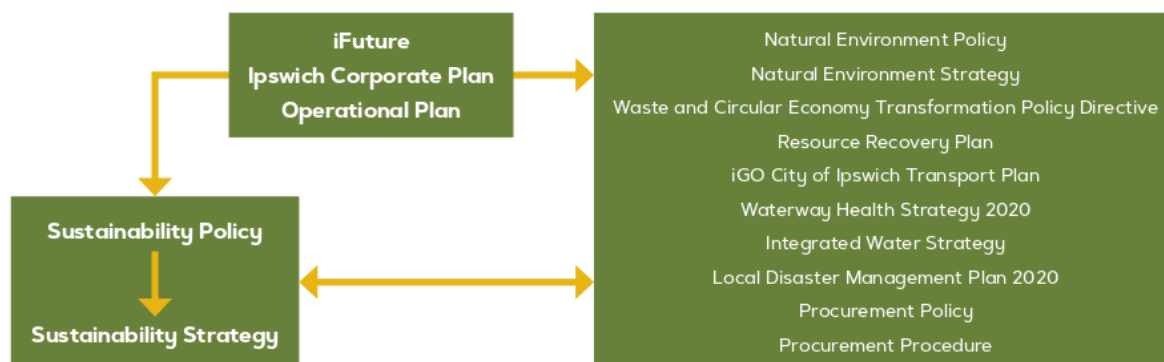 iFuture
Ipswich Corporate Plan
Operational Plan
Sustainability Policy
Sustainability Strategy
Natural Environment Policy
Natural Environment Strategy
Waste and Circular Economy Transformation Policy Directive
Resource Recovery Plan
iGO City of Ipswich Transport Plan
Waterway Health Strategy 2020
Integrated Water Strategy
Local Disaster Management Plan 2020
Procurement Policy
Procurement Procedure